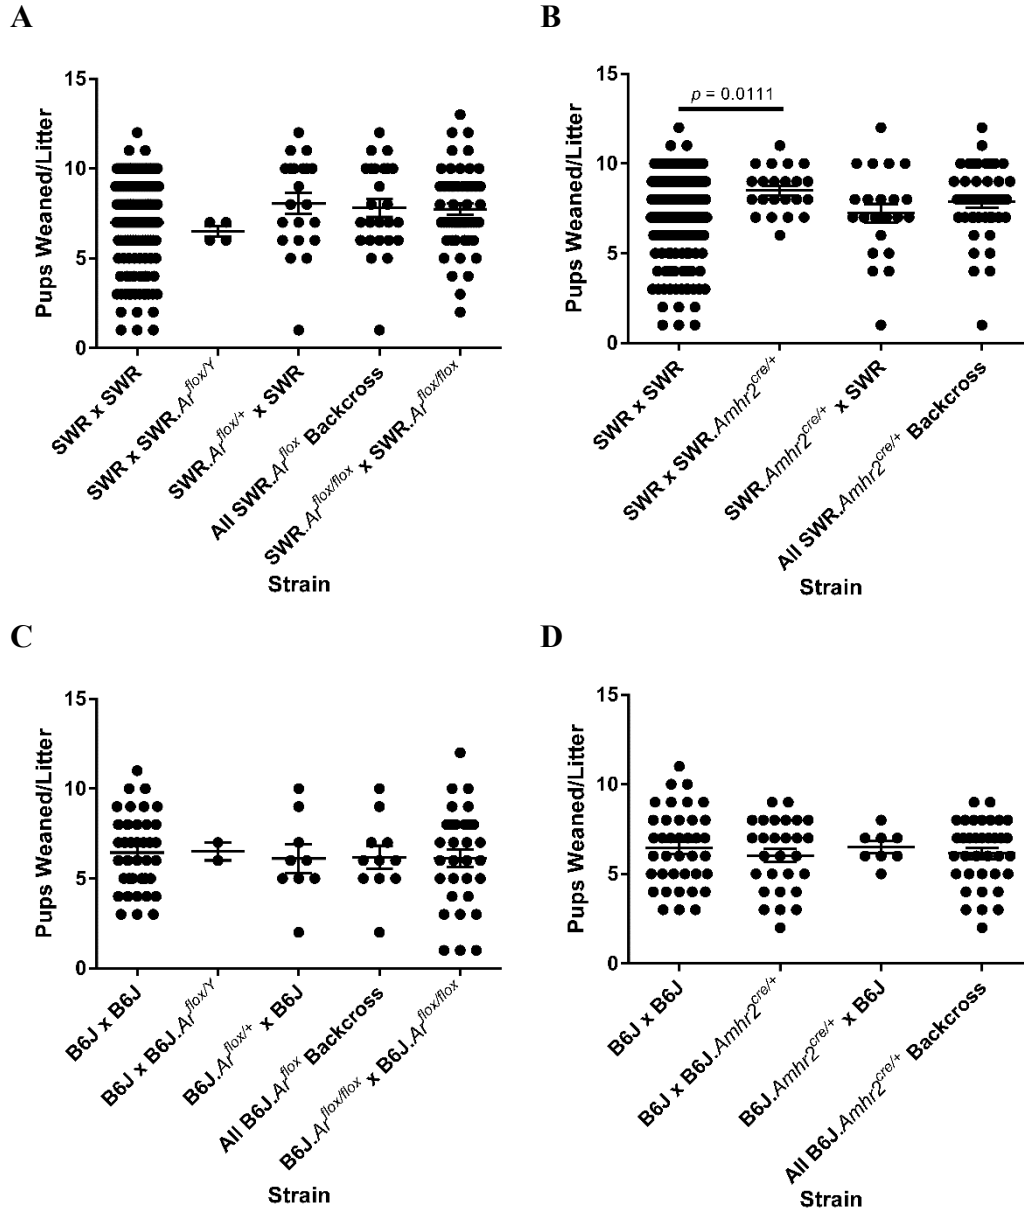 A
Pups Weaned/Litter
15
10
5
0
SWR x SWR
SWR x SWR.Ar^flox/Y
SWR.Ar^flox/+ x SWR
All SWR.Ar^flox Backcross
SWR.Ar^flox/flox x SWR.Ar^flox/flox
Strain
B
Pups Weaned/Litter
15
10
5
0
p = 0.0111
SWR x SWR
SWR x SWR.Amhr2^cre/+
SWR.Amhr2^cre/+ x SWR
All SWR.Amhr2^cre/+ Backcross
Strain
C
Pups Weaned/Litter
15
10
5
0
B6J x B6J
B6J x B6J.Ar^flox/Y
B6J.Ar^flox/+ x B6J
All B6J.Ar^flox Backcross
B6J.Ar^flox/flox x B6J.Ar^flox/flox
Strain
D
Pups Weaned/Litter
15
10
5
0
B6J x B6J
B6J x B6J.Amhr2^cre/+
B6J.Amhr2^cre/+ x B6J
All B6J.Amhr2^cre/+ Backcross
Strain